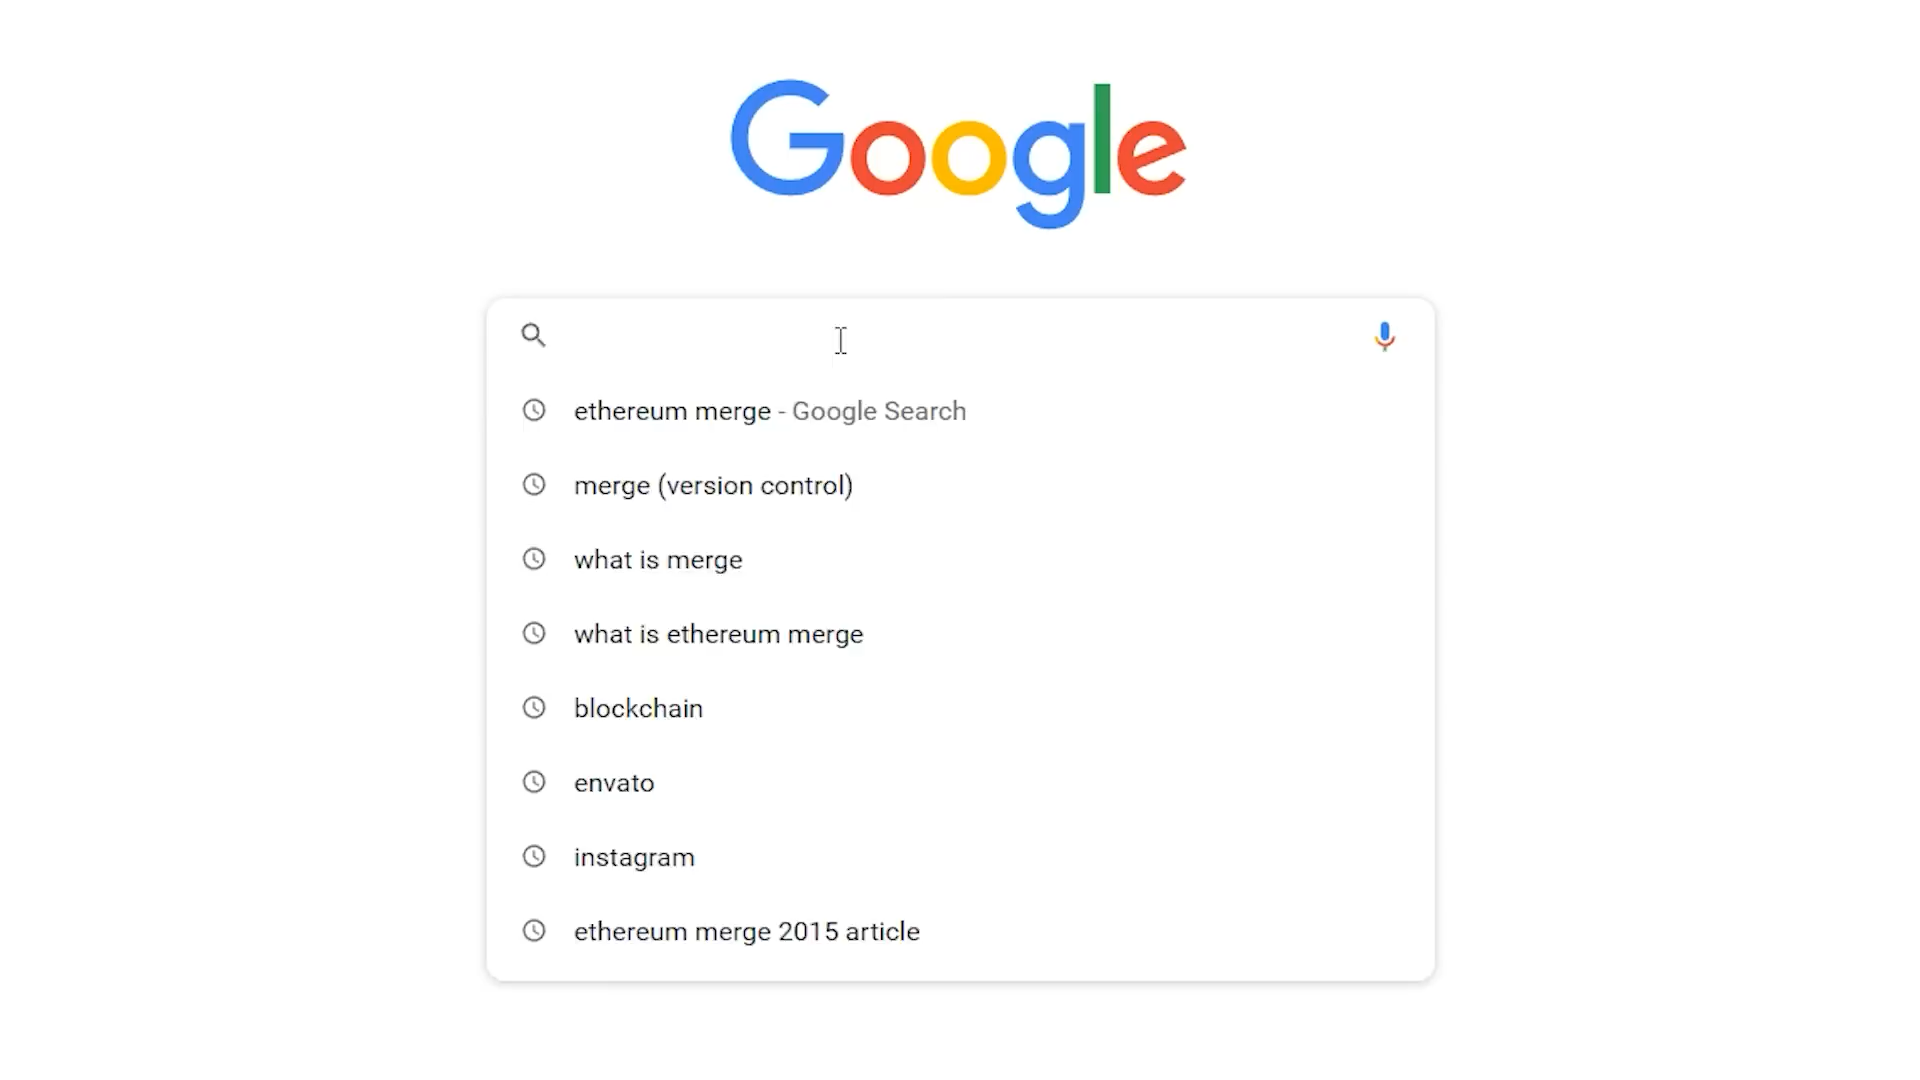 Google
ethereum merge - Google Search
merge (version control)
what is merge
what is ethereum merge
blockchain
envato
instagram
ethereum merge 2015 article